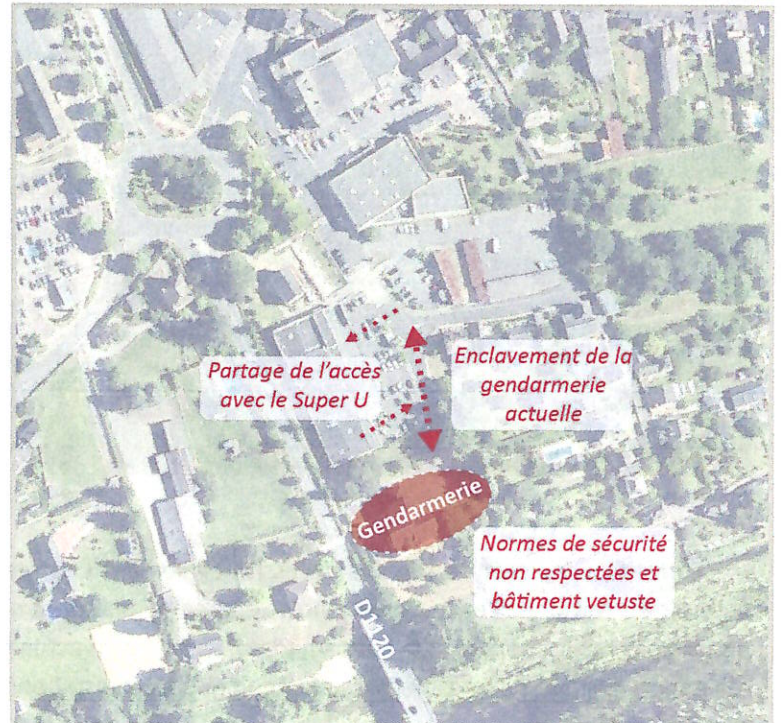 Partage de l'accès
avec le Super U
Enclavement de la
gendarmerie
actuelle
Gendarmerie
Normes de sécurité
non respectées et
bâtiment vetuste
D1120